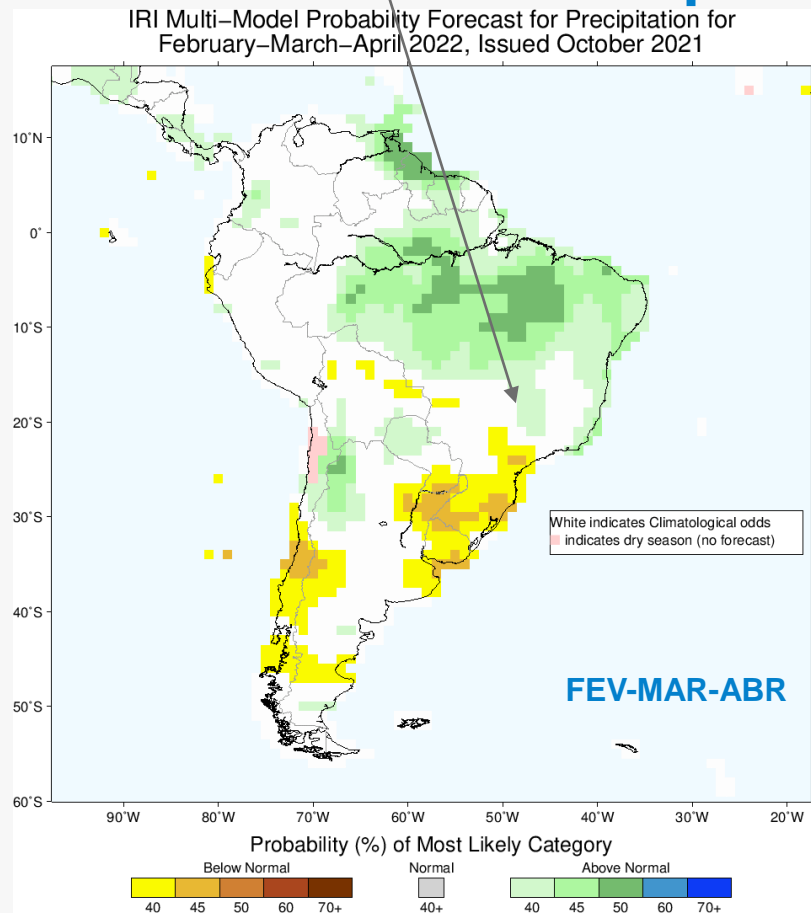 IRI Multi−Model Probability Forecast for Precipitation for
February−March−April 2022, Issued October 2021
10˚N
0˚
10˚S
20˚S
30˚S
40˚S
50˚S
60˚S
White indicates Climatological odds
indicates dry season (no forecast)
FEV-MAR-ABR
90˚W 80˚W 70˚W 60˚W 50˚W 40˚W 30˚W 20˚W
Probability (%) of Most Likely Category
Below Normal Normal Above Normal
40 45 50 60 70+ 40+ 40 45 50 60 70+